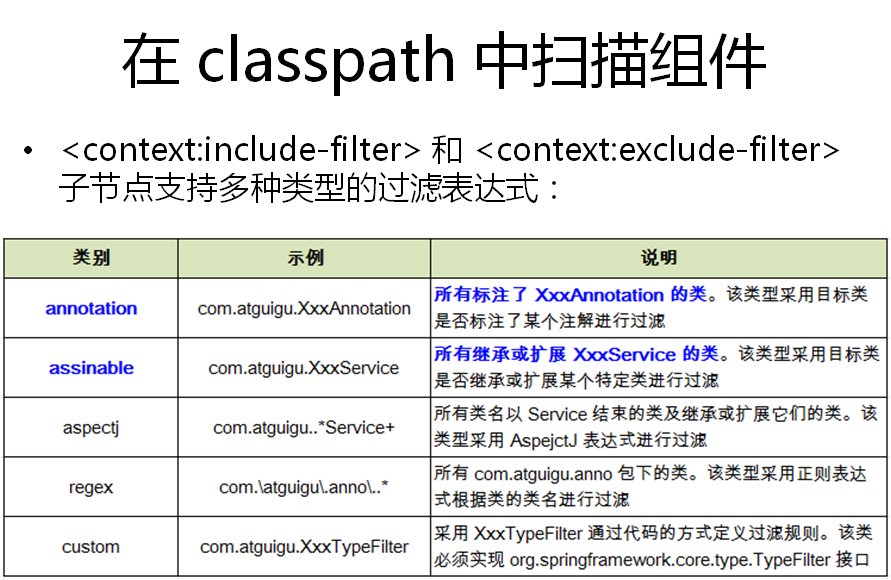 在 classpath 中扫描组件
• <context:include-filter> 和 <context:exclude-filter>
子节点支持多种类型的过滤表达式：
类别 示例 说明
annotation com.atguigu.XxxAnnotation 所有标注了 XxxAnnotation 的类。该类型采用目标类
是否标注了某个注解进行过滤
assinable com.atguigu.XxxService 所有继承或扩展 XxxService 的类。该类型采用目标类
是否继承或扩展某个特定类进行过滤
aspectj com.atguigu..*Service+ 所有类名以 Service 结束的类及继承或扩展它们的类。该
类型采用 AspejctJ 表达式进行过滤
regex com.\atguigu\.anno\..* 所有 com.atguigu.anno 包下的类。该类型采用正则表达
式根据类的类名进行过滤
custom com.atguigu.XxxTypeFilter 采用 XxxTypeFilter 通过代码的方式定义过滤规则。该类
必须实现 org.springframework.core.type.TypeFilter 接口